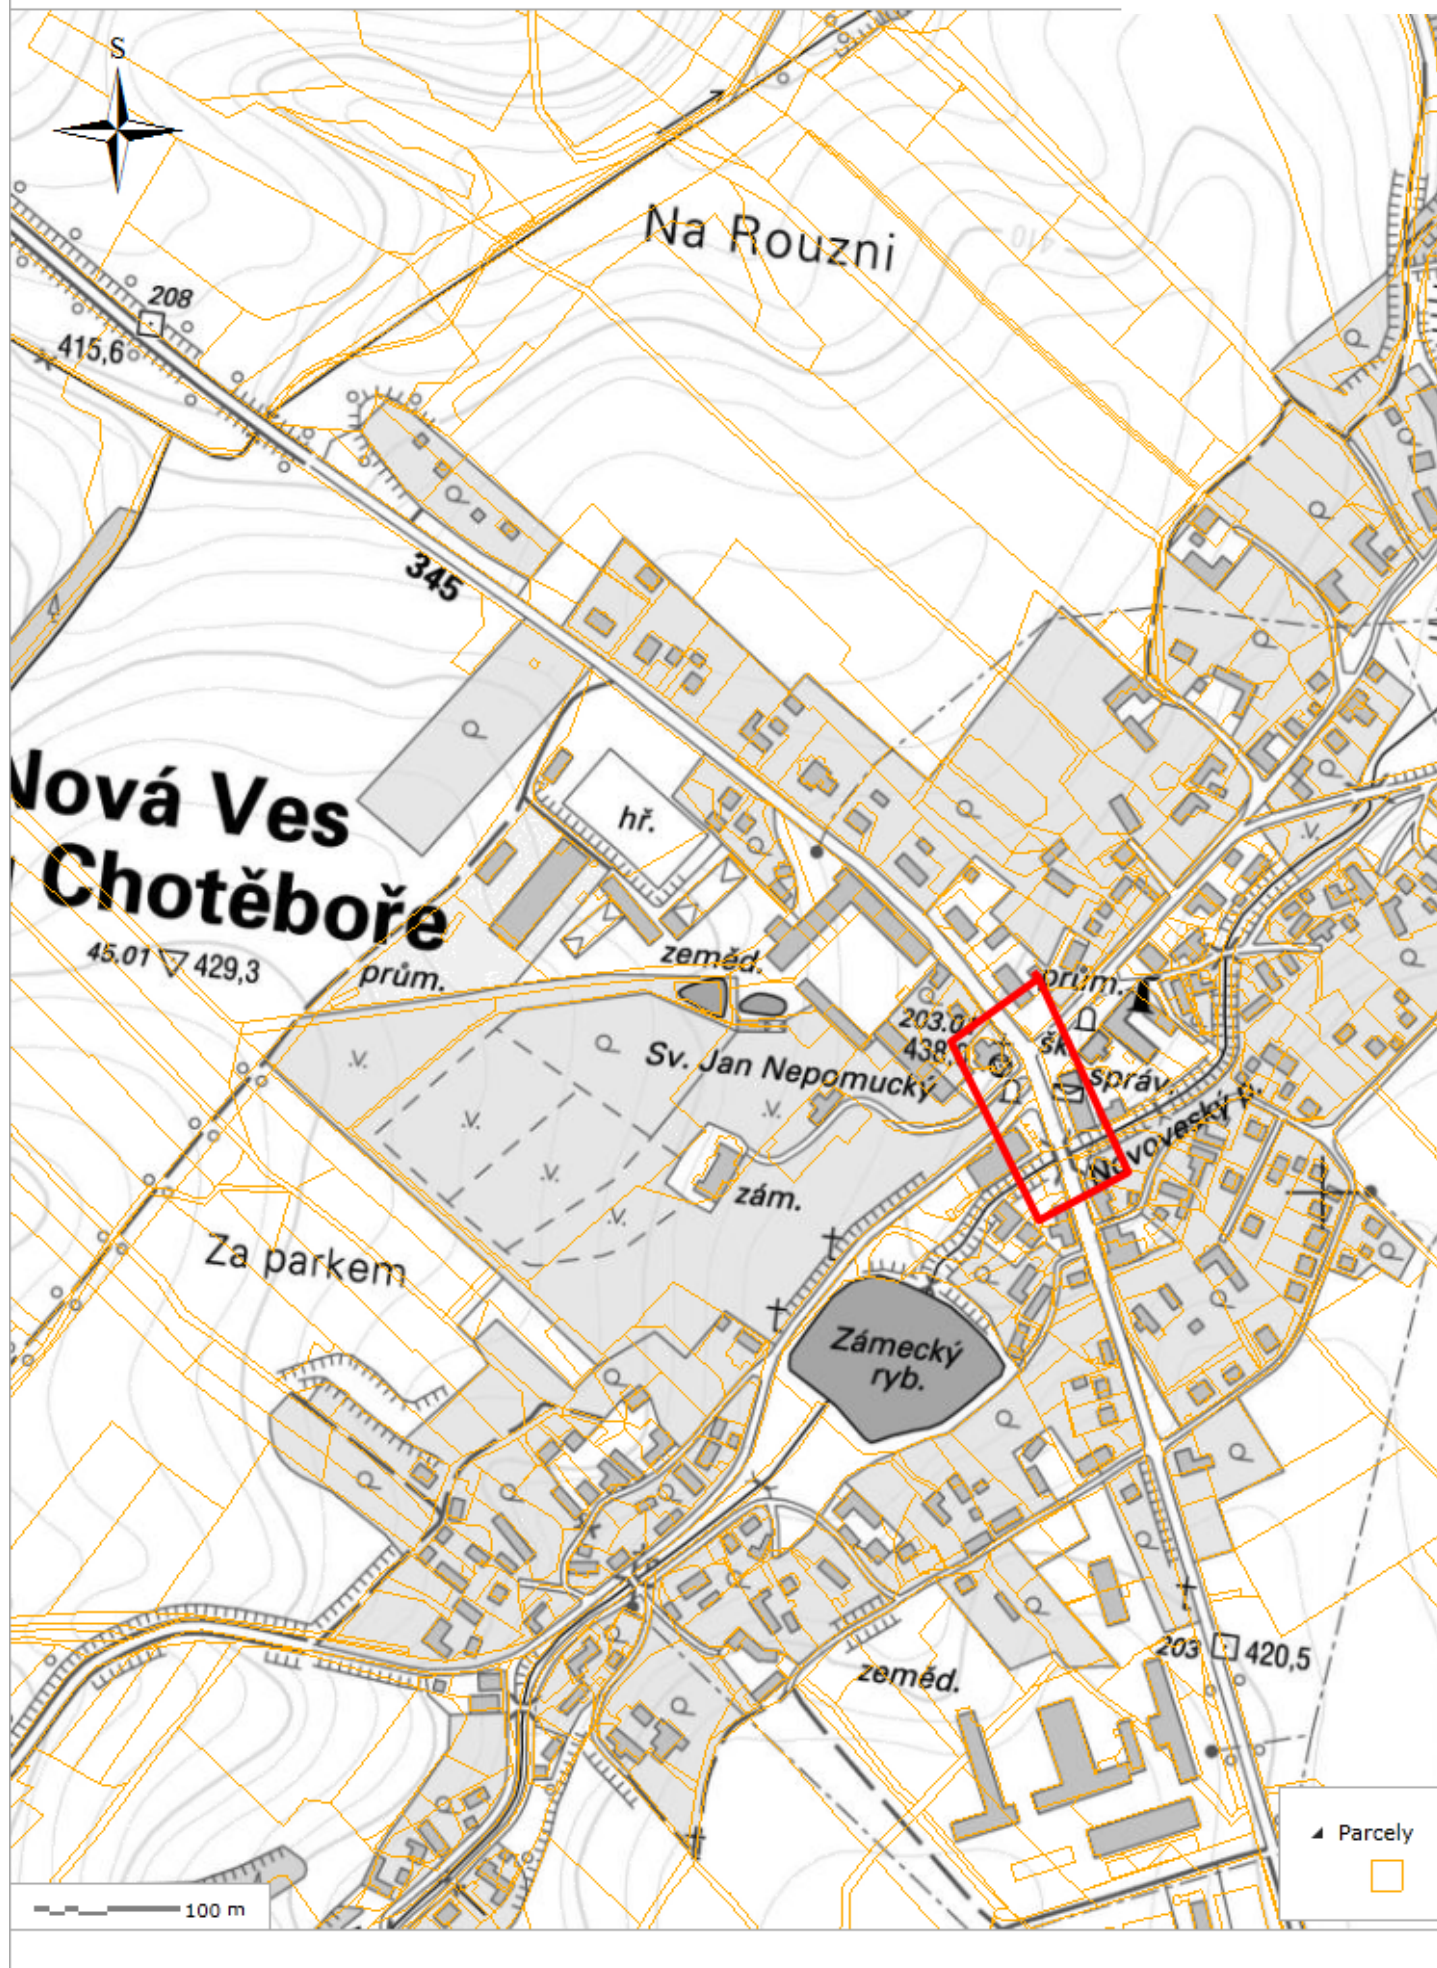 S
Na Rouzni
208
415,6
345
Nová Ves
Chotěboře
hř.
45.01
429,3
prům.
zeměd.
prům.
203.0
438,
šk
Sv. Jan Nepomucký
správ.
Novoveský p.
zám.
Za parkem
Zámecký
ryb.
203
420,5
zeměd.
Parcely
100 m